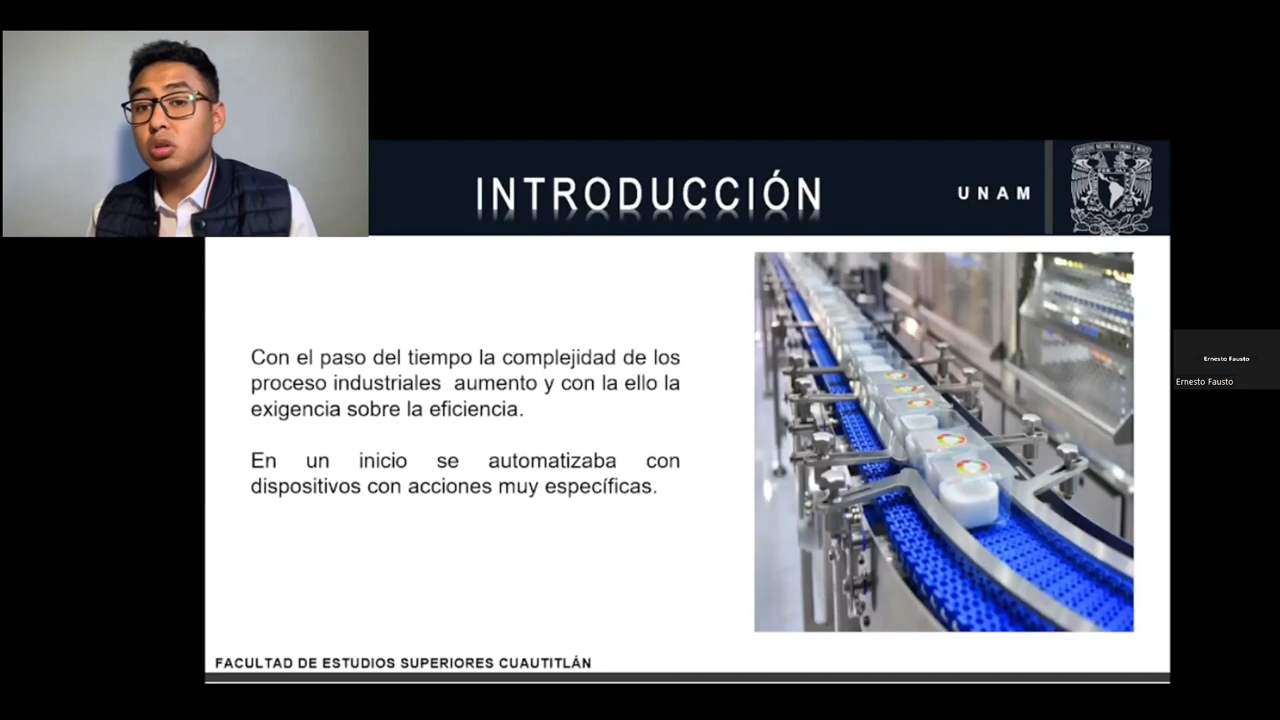 INTRODUCCIÓN
UNAM
Con el paso del tiempo la complejidad de los
proceso industriales aumento y con la ello la
exigencia sobre la eficiencia.
En un inicio se automatizaba con
dispositivos con acciones muy específicas.
Ernesto Fausto
Ernesto Fausto
FACULTAD DE ESTUDIOS SUPERIORES CUAUTITLÁN